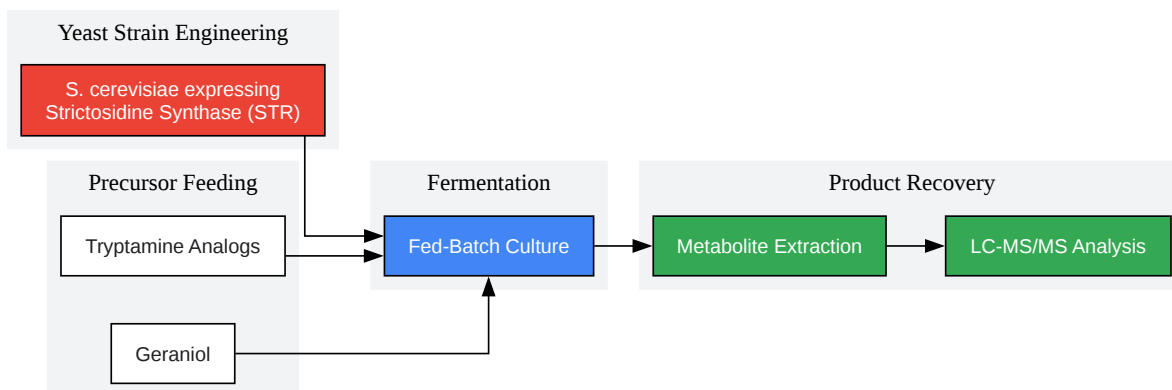 Yeast Strain Engineering
S. cerevisiae expressing
Strictosidine Synthase (STR)
Precursor Feeding
Tryptamine Analogs
Geraniol
Fermentation
Fed-Batch Culture
Product Recovery
Metabolite Extraction
LC-MS/MS Analysis